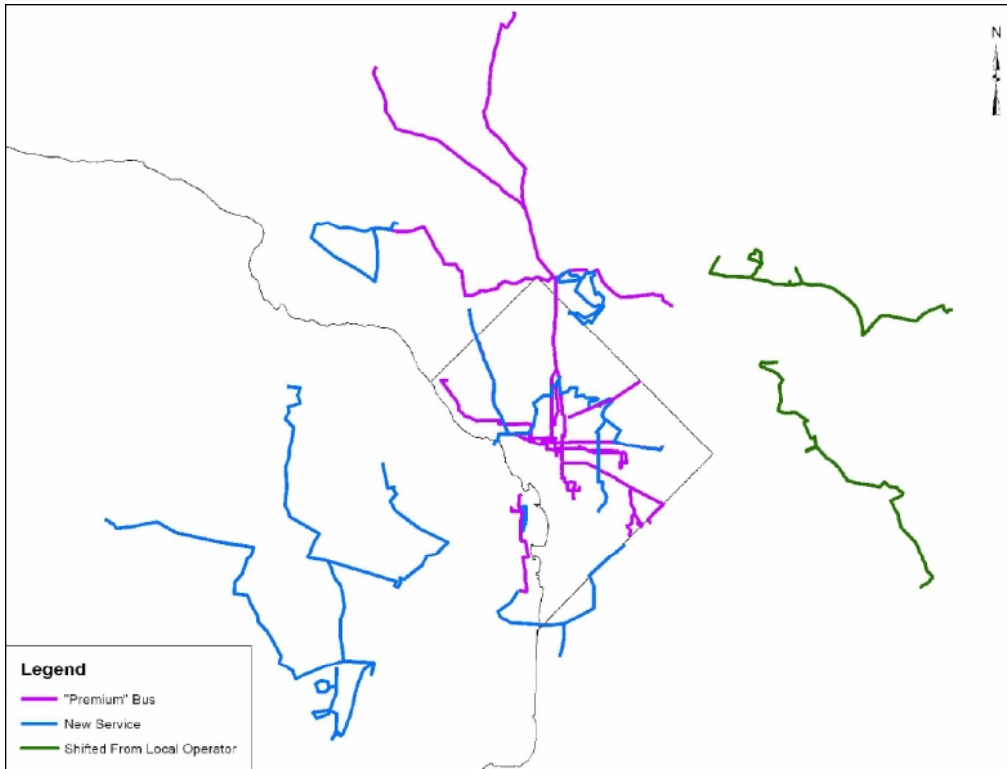 N
Legend
"Premium" Bus
New Service
Shifted From Local Operator